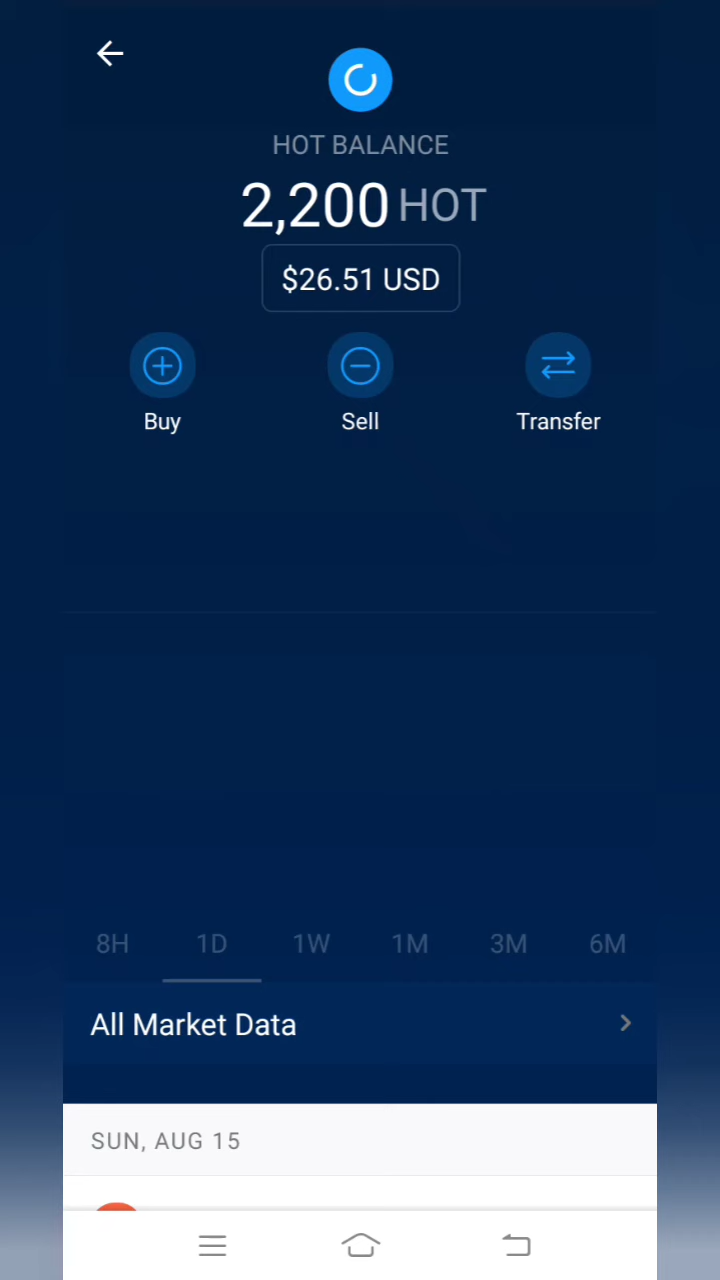 HOT BALANCE
2,200 HOT
$26.51 USD
Buy Sell Transfer
8H 1D 1W 1M 3M 6M
All Market Data
SUN, AUG 15